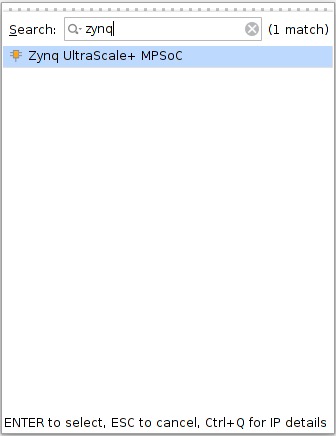 Search: zynq (1 match)
Zynq UltraScale+ MPSoC
ENTER to select, ESC to cancel, Ctrl+Q for IP details